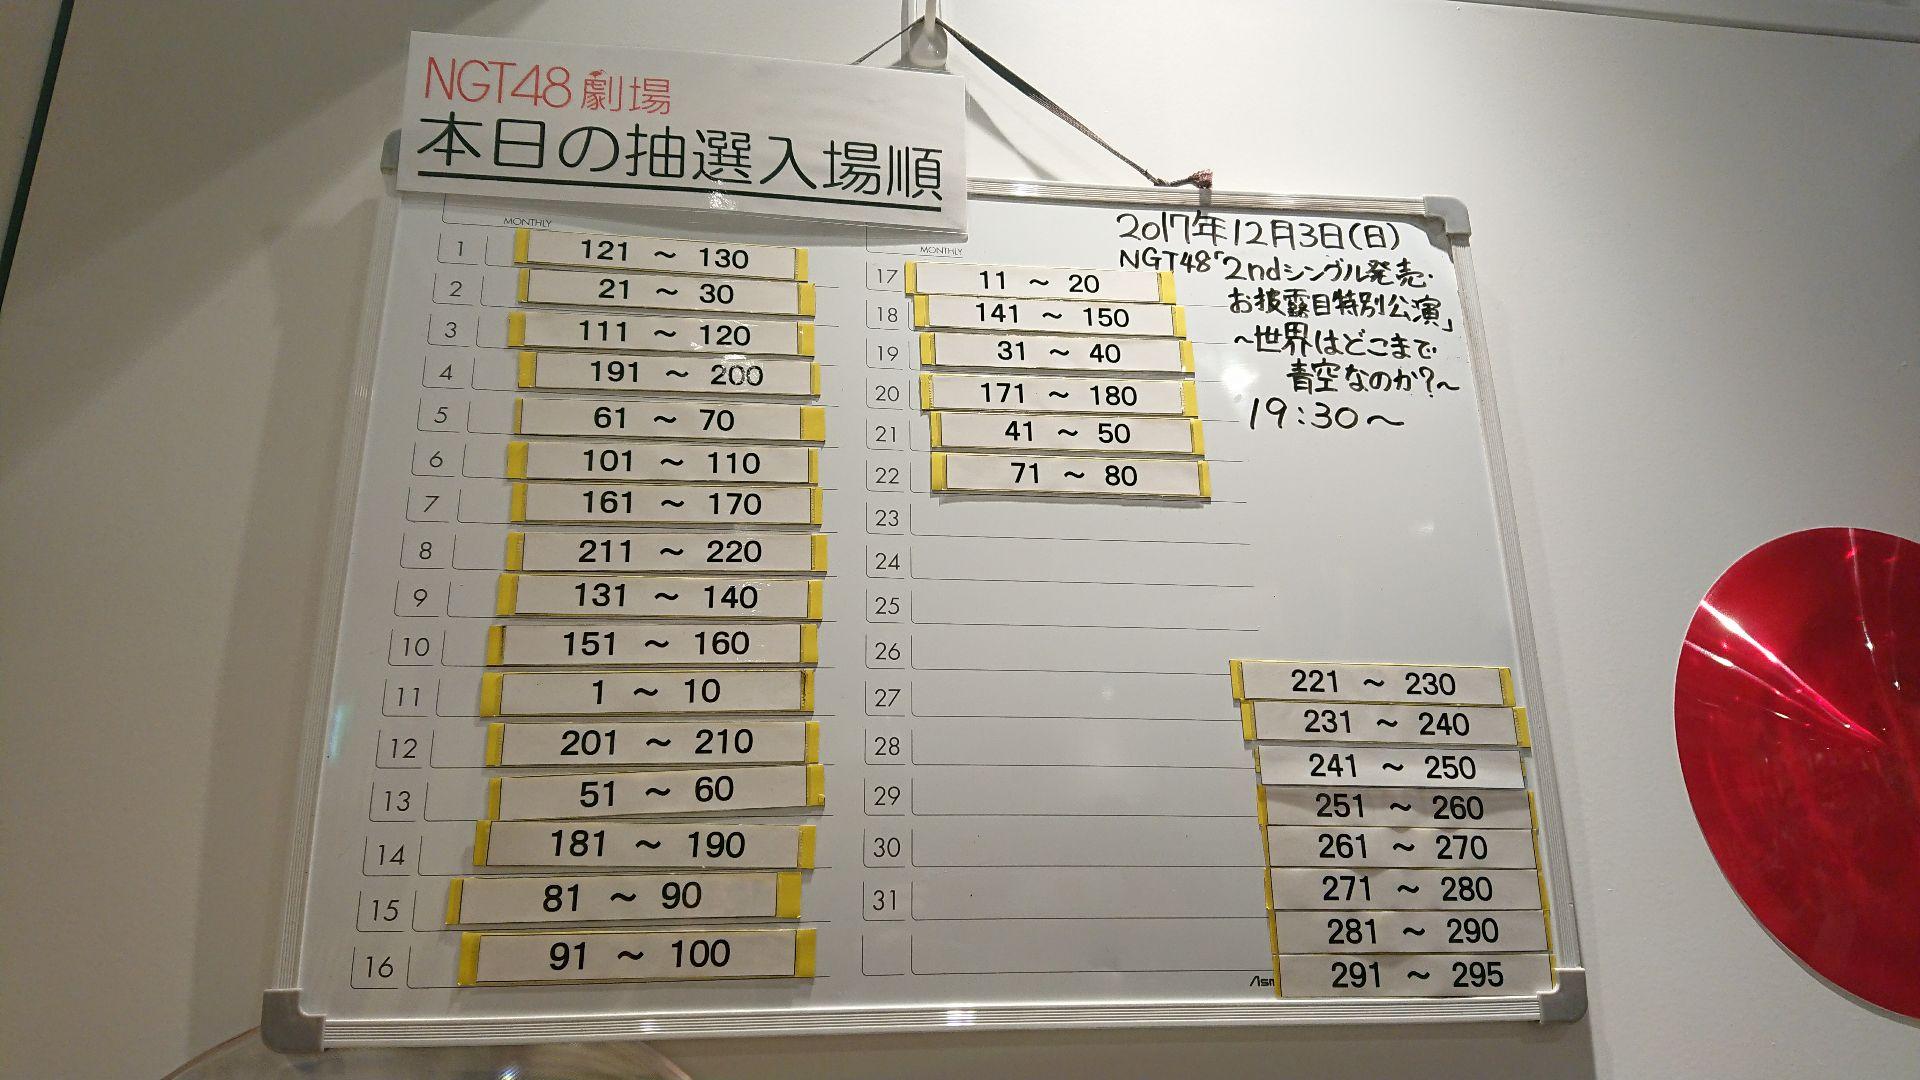 NGT48劇場
本日の抽選入場順
MONTHLY
1 121 ～ 130
2 21 ～ 30
3 111 ～ 120
4 191 ～ 200
5 61 ～ 70
6 101 ～ 110
7 161 ～ 170
8 211 ～ 220
9 131 ～ 140
10 151 ～ 160
11 1 ～ 10
12 201 ～ 210
13 51 ～ 60
14 181 ～ 190
15 81 ～ 90
16 91 ～ 100
MONTHLY
17 11 ～ 20
18 141 ～ 150
19 31 ～ 40
20 171 ～ 180
21 41 ～ 50
22 71 ～ 80
23
24
25
26
27
28
29
30
31
2017年12月3日(日)
NGT48「2ndシングル発売・
お披露目特別公演」
～世界はどこまで
青空なのか?～
19:30～
221 ～ 230
231 ～ 240
241 ～ 250
251 ～ 260
261 ～ 270
271 ～ 280
281 ～ 290
291 ～ 295